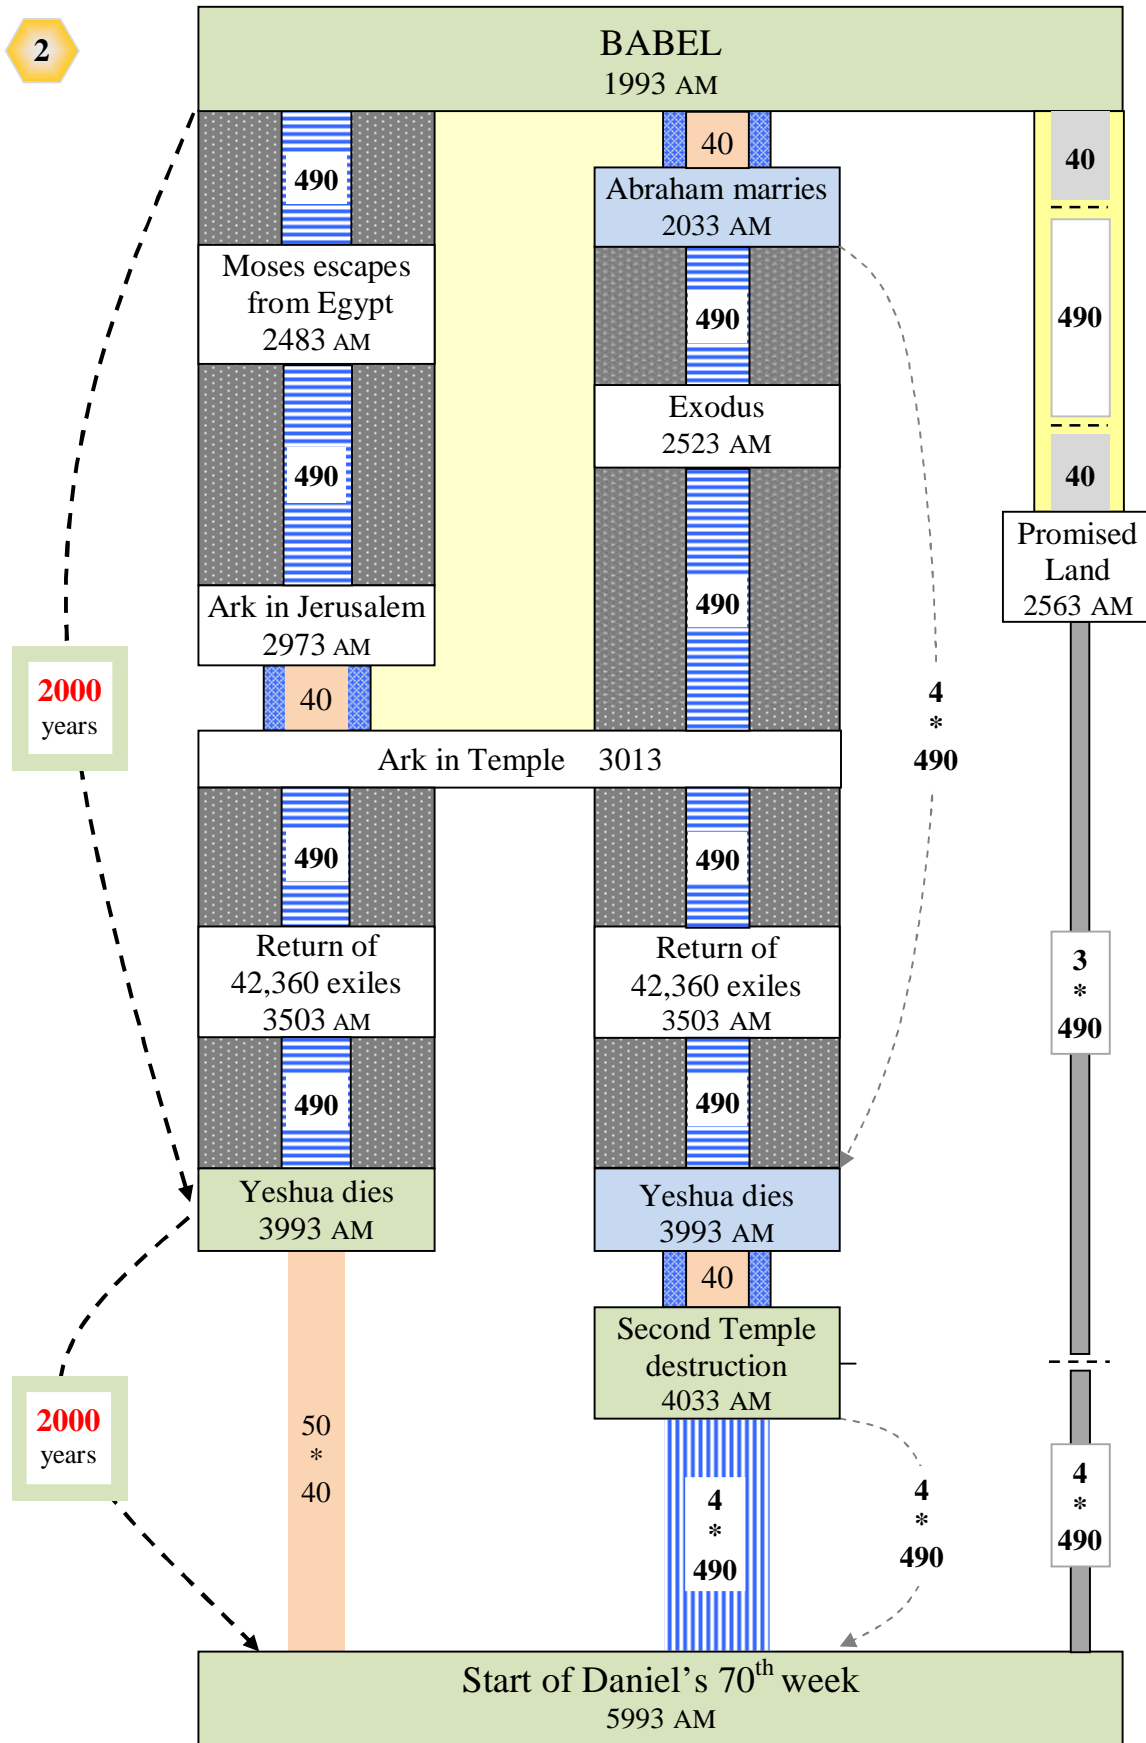 2
BABEL
1993 AM
490
40
40
Abraham marries
2033 AM
490
Moses escapes
from Egypt
2483 AM
490
490
Exodus
2523 AM
40
Promised
Land
2563 AM
490
Ark in Jerusalem
2973 AM
40
2000
years
4
*
490
Ark in Temple 3013
490
490
Return of
42,360 exiles
3503 AM
Return of
42,360 exiles
3503 AM
3
*
490
490
490
Yeshua dies
3993 AM
Yeshua dies
3993 AM
40
Second Temple
destruction
4033 AM
2000
years
50
*
40
4
*
490
4
*
490
4
*
490
Start of Daniel’s 70th week
5993 AM